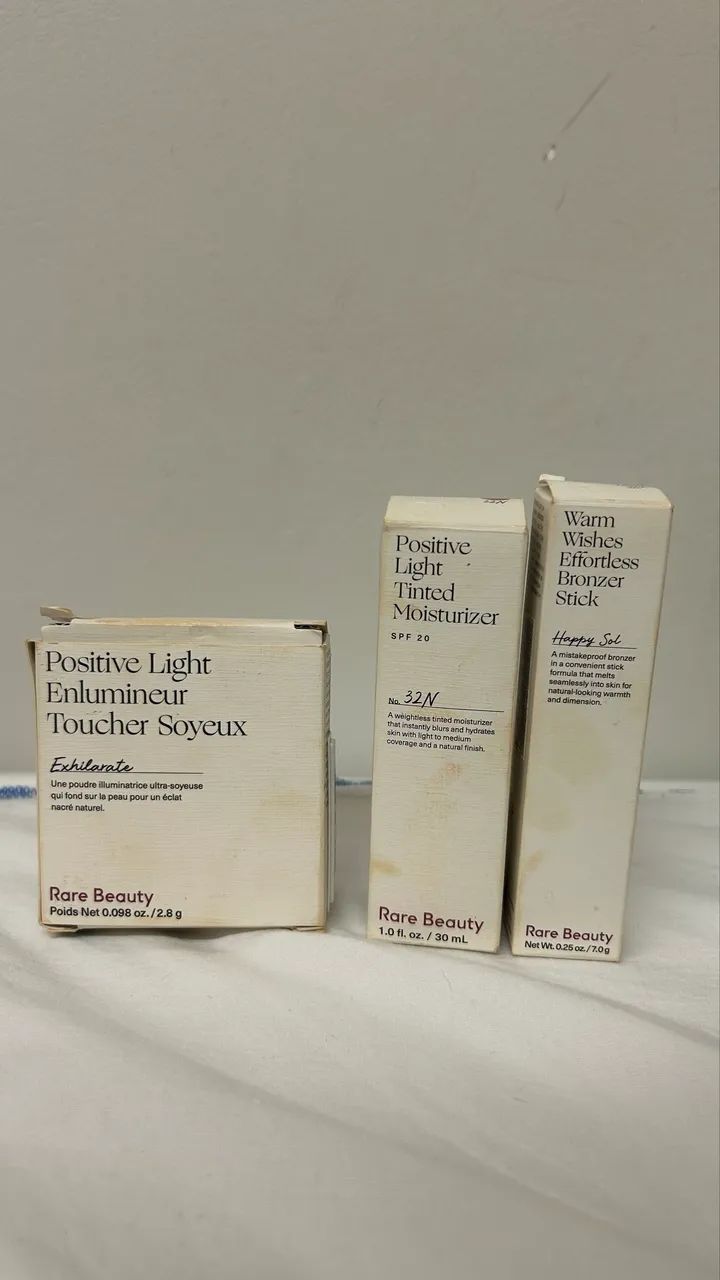 Positive Light
Enlumineur
Toucher Soyeux
Exhilarate
Une poudre illuminatrice ultra-soyeuse
qui fond sur la peau pour un éclat
nacré naturel.
Rare Beauty
Poids Net 0.098 oz. / 2.8 g
Positive
Light
Tinted
Moisturizer
SPF 20
No. 32N
A weightless tinted moisturizer
that instantly blurs and hydrates
skin with light to medium
coverage and a natural finish.
Rare Beauty
1.0 fl. oz. / 30 mL
Warm
Wishes
Effortless
Bronzer
Stick
Happy Sol
A mistakeproof bronzer
in a convenient stick
formula that melts
seamlessly into skin for
natural-looking warmth
and dimension.
Rare Beauty
Net Wt. 0.25 oz. / 7.0 g